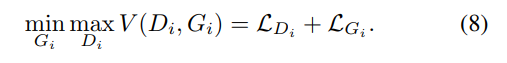 min max V(D_i, G_i) = ℒ_{D_i} + ℒ_{G_i}. (8)
G_i D_i